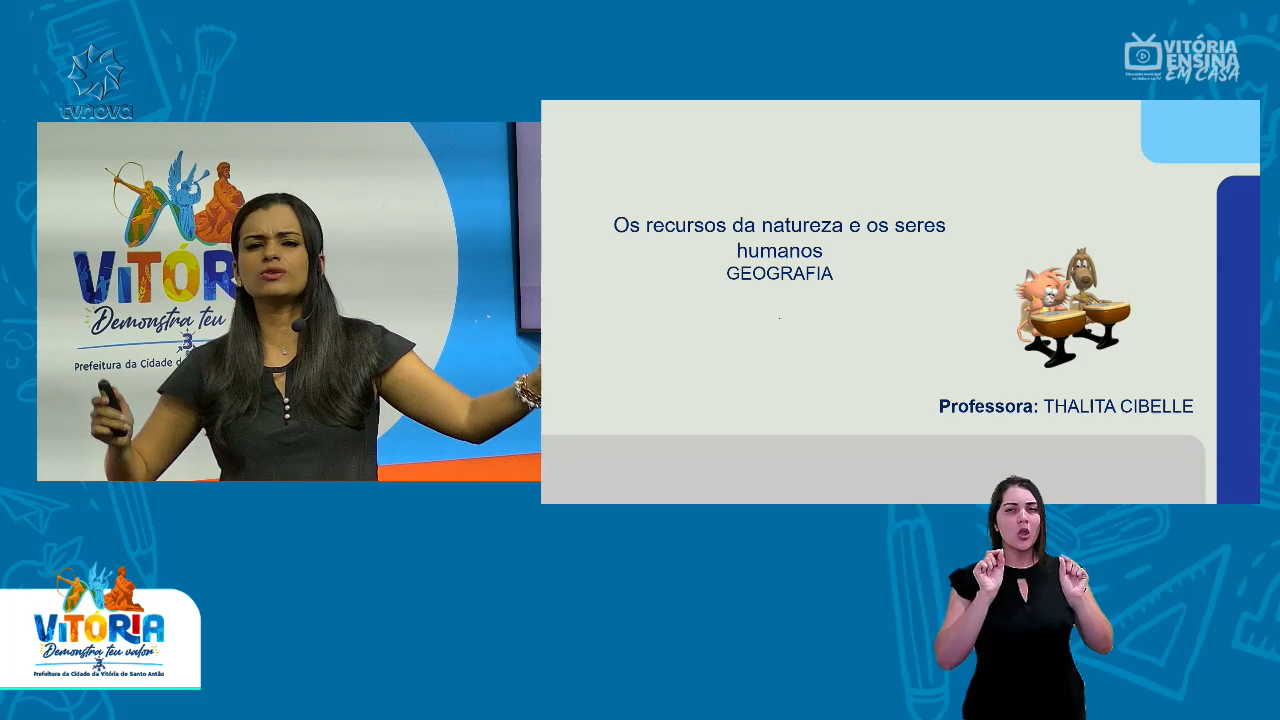 tvnova
VITÓRIA
ENSINA
EM CASA
Os recursos da natureza e os seres
humanos
GEOGRAFIA
Professora: THALITA CIBELLE
VITÓR
Demonstra teu
Prefeitura da Cidade d
VITÓRIA
Demonstra teu valor
Prefeitura da Cidade da Vitória de Santo Antão